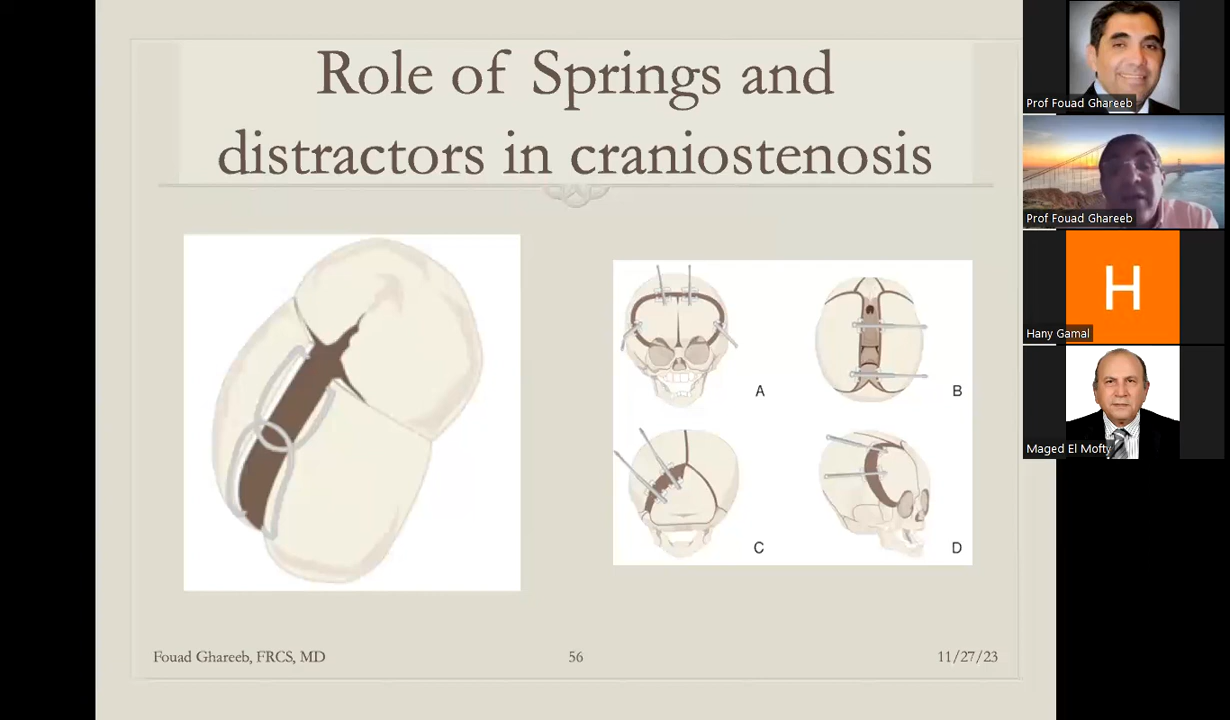 Role of Springs and
distractors in craniostenosis
A
B
C
D
Fouad Ghareeb, FRCS, MD
56
11/27/23
Prof Fouad Ghareeb
Prof Fouad Ghareeb
H
Hany Gamal
Maged El Mofty